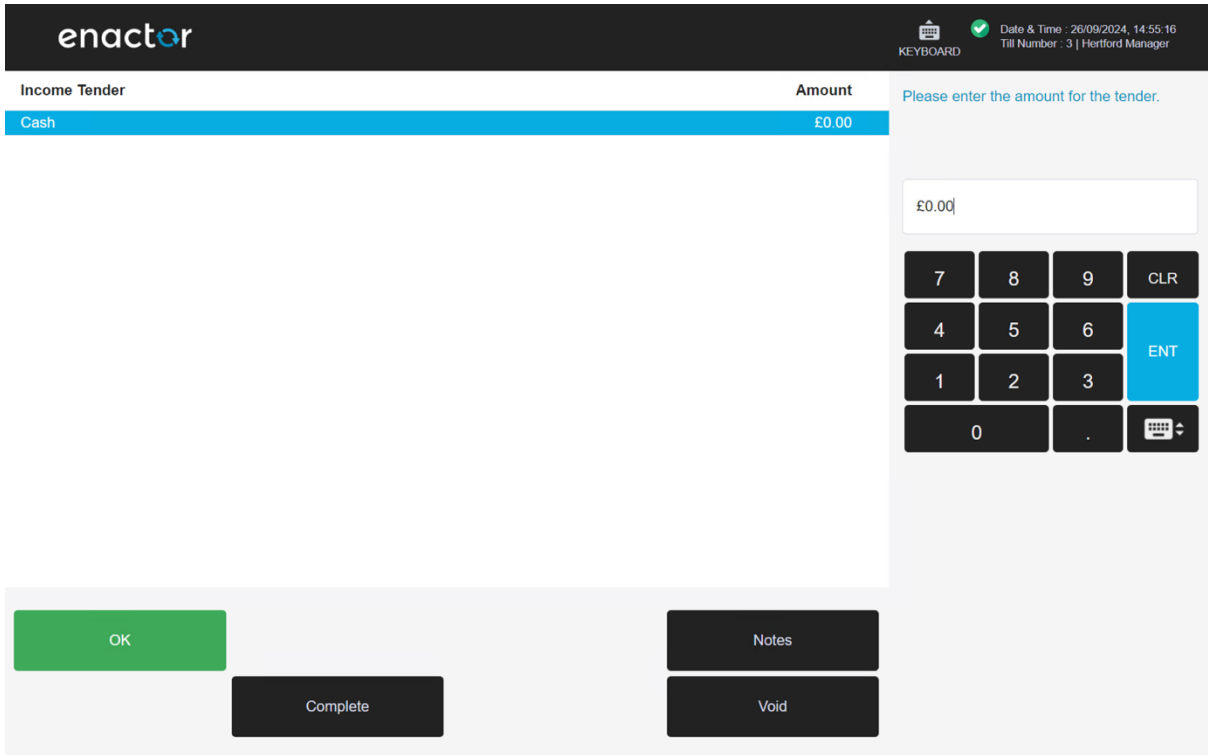 enactor
KEYBOARD
Date & Time : 26/09/2024, 14:55:16
Till Number : 3 | Hertford Manager
Income Tender Amount
Cash £0.00
Please enter the amount for the tender.
£0.00
7 8 9 CLR
4 5 6 ENT
1 2 3
0 .
OK Notes
Complete Void